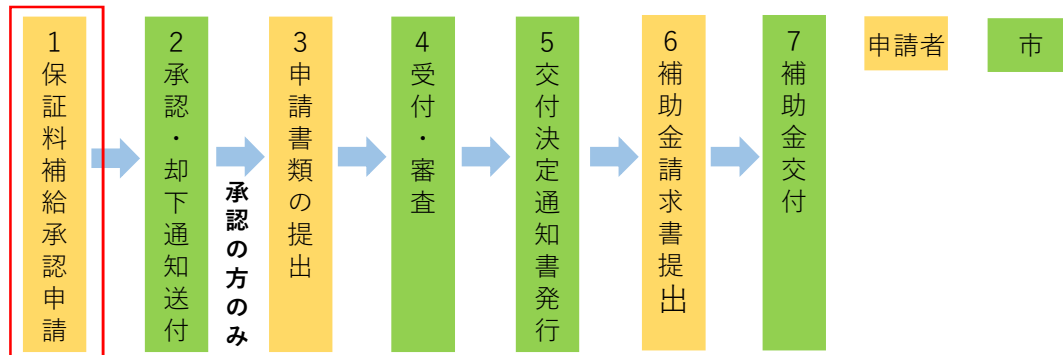 1保証料補給承認申請
2承認・却下通知送付
承認の方のみ
3申請書類の提出
4受付・審査
5交付決定通知書発行
6補助金請求書提出
7補助金交付
申請者
市